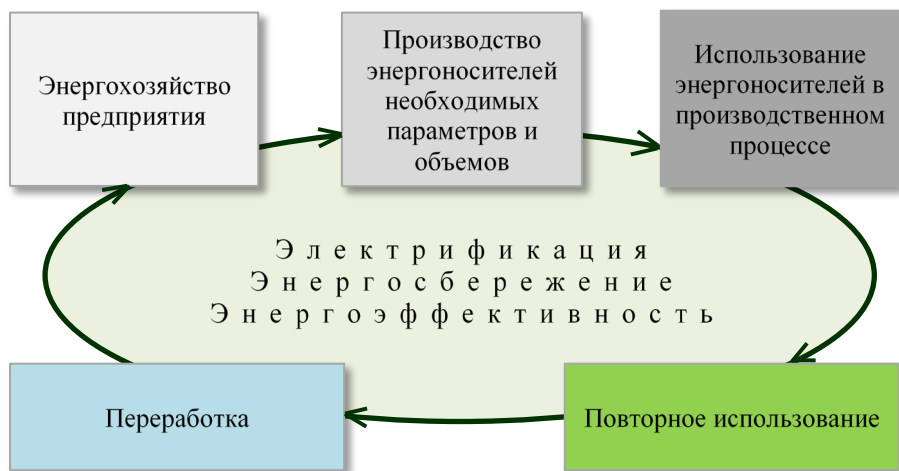 Энергохозяйство
предприятия
Производство
энергоносителей
необходимых
параметров и
объемов
Использование
энергоносителей в
производственном
процессе
Электрификация
Энергосбережение
Энергоэффективность
Переработка
Повторное использование